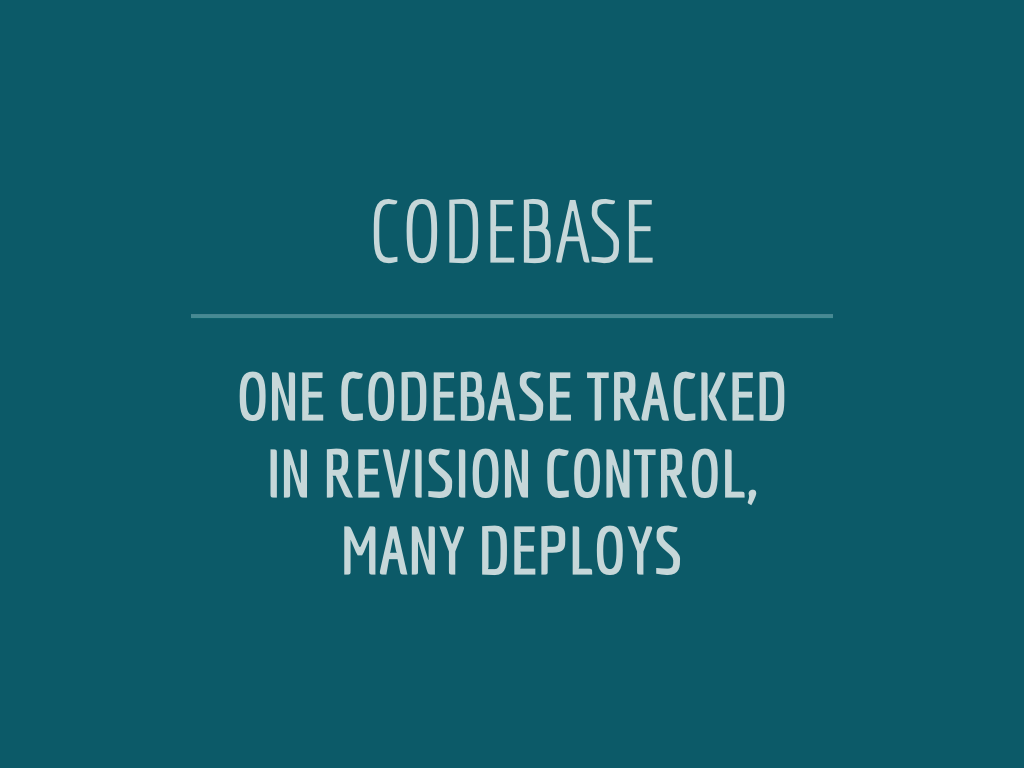 CODEBASE
ONE CODEBASE TRACKED
IN REVISION CONTROL,
MANY DEPLOYS